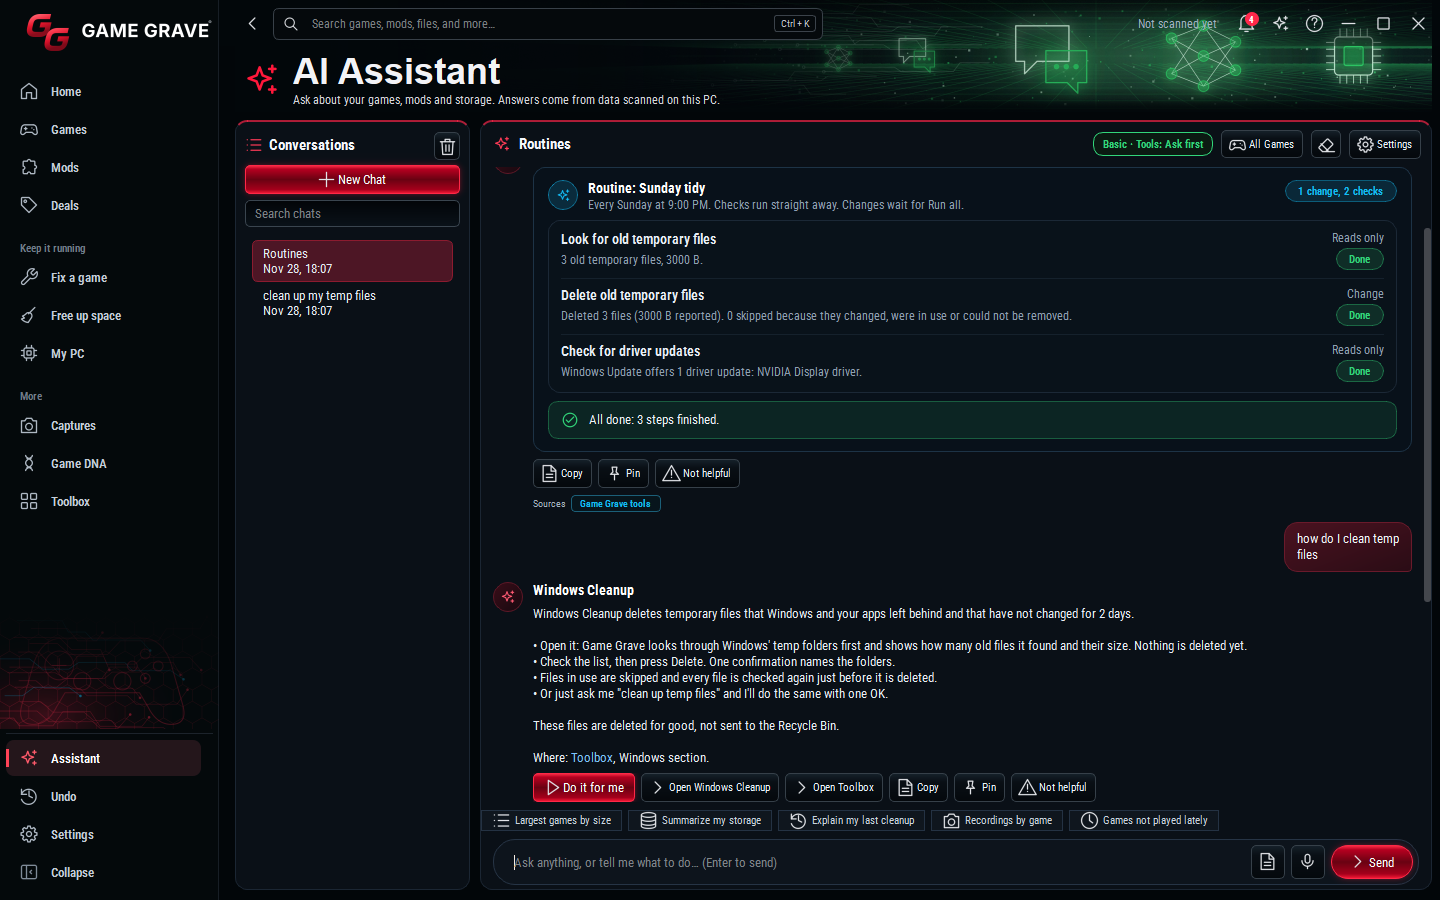 GAME GRAVE
Search games, mods, files, and more...
Ctrl + K
Not scanned yet
4
AI Assistant
Ask about your games, mods and storage. Answers come from data scanned on this PC.
Home
Games
Mods
Deals
Keep it running
Fix a game
Free up space
My PC
More
Captures
Game DNA
Toolbox
Assistant
Undo
Settings
Collapse
Conversations
New Chat
Search chats
Routines
Nov 28, 18:07
clean up my temp files
Nov 28, 18:07
Routines
Basic · Tools: Ask first
All Games
Settings
Routine: Sunday tidy
Every Sunday at 9:00 PM. Checks run straight away. Changes wait for Run all.
1 change, 2 checks
Look for old temporary files
Reads only
3 old temporary files, 3000 B.
Done
Delete old temporary files
Change
Deleted 3 files (3000 B reported). 0 skipped because they changed, were in use or could not be removed.
Done
Check for driver updates
Reads only
Windows Update offers 1 driver update: NVIDIA Display driver.
Done
All done: 3 steps finished.
Copy
Pin
Not helpful
Sources
Game Grave tools
how do I clean temp
files
Windows Cleanup
Windows Cleanup deletes temporary files that Windows and your apps left behind and that have not changed for 2 days.
• Open it: Game Grave looks through Windows' temp folders first and shows how many old files it found and their size. Nothing is deleted yet.
• Check the list, then press Delete. One confirmation names the folders.
• Files in use are skipped and every file is checked again just before it is deleted.
• Or just ask me "clean up temp files" and I'll do the same with one OK.
These files are deleted for good, not sent to the Recycle Bin.
Where: Toolbox, Windows section.
Do it for me
Open Windows Cleanup
Open Toolbox
Copy
Pin
Not helpful
Largest games by size
Summarize my storage
Explain my last cleanup
Recordings by game
Games not played lately
Ask anything, or tell me what to do... (Enter to send)
Send